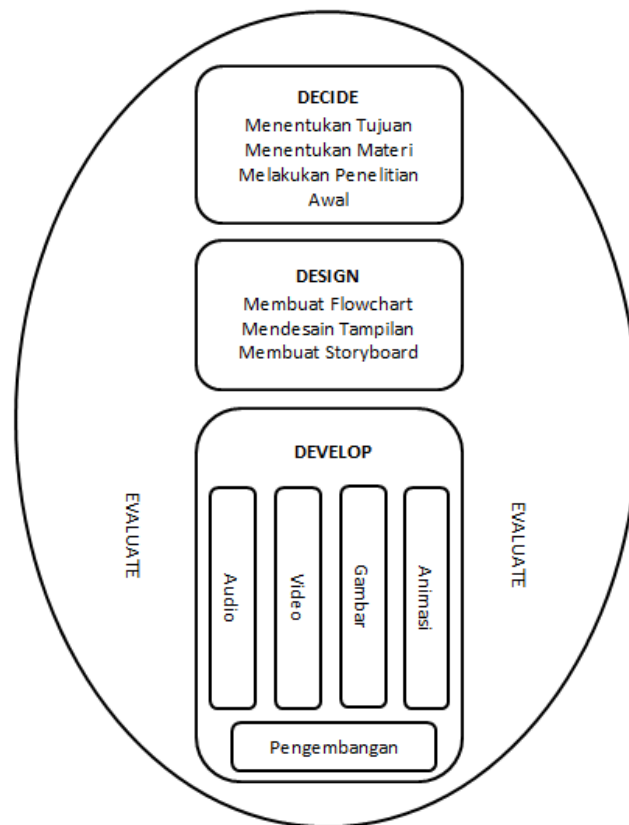 DECIDE
Menentukan Tujuan
Menentukan Materi
Melakukan Penelitian
Awal
DESIGN
Membuat Flowchart
Mendesain Tampilan
Membuat Storyboard
DEVELOP
EVALUATE
Audio
Video
Gambar
Animasi
EVALUATE
Pengembangan